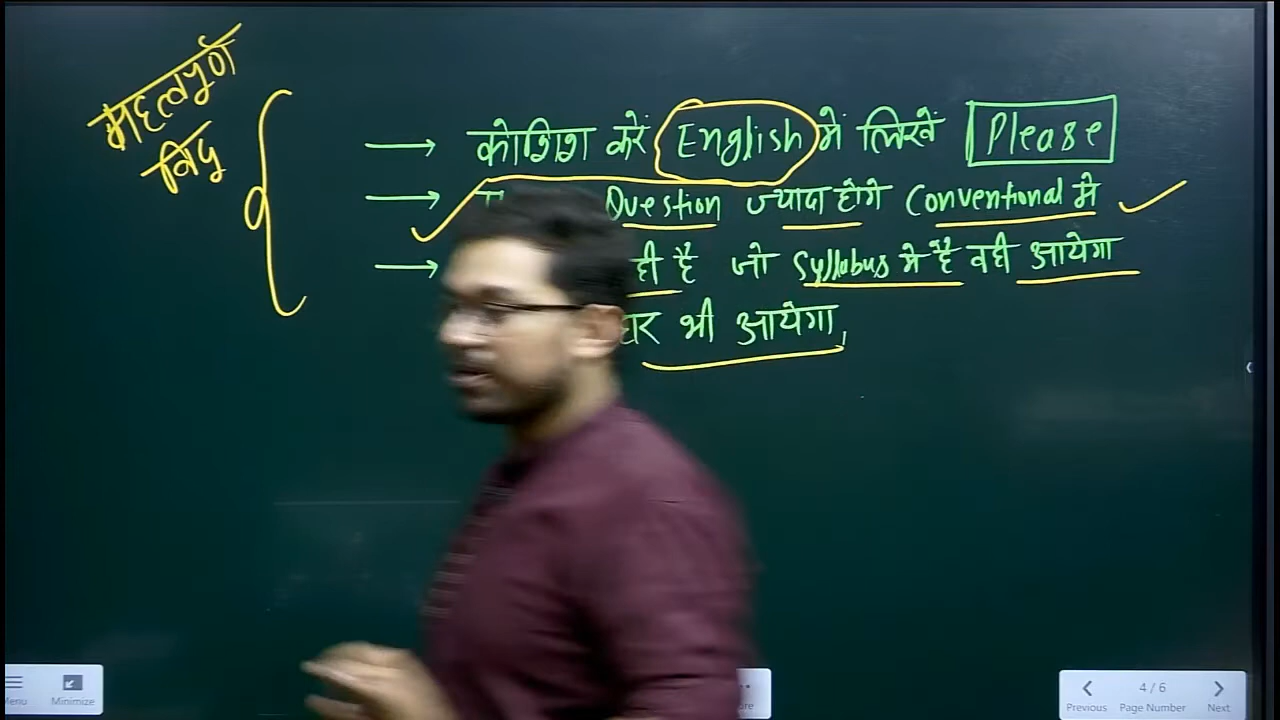 महत्वपूर्ण
बिंदु
→ कोशिश करें English में लिखें Please
→ Question ज्यादा होंगे Conventional मे ✓
→ ही है जो Syllabus मे है वही आयेगा
भी आयेगा,
Menu
Minimize
Previous
4 / 6
Page Number
Next